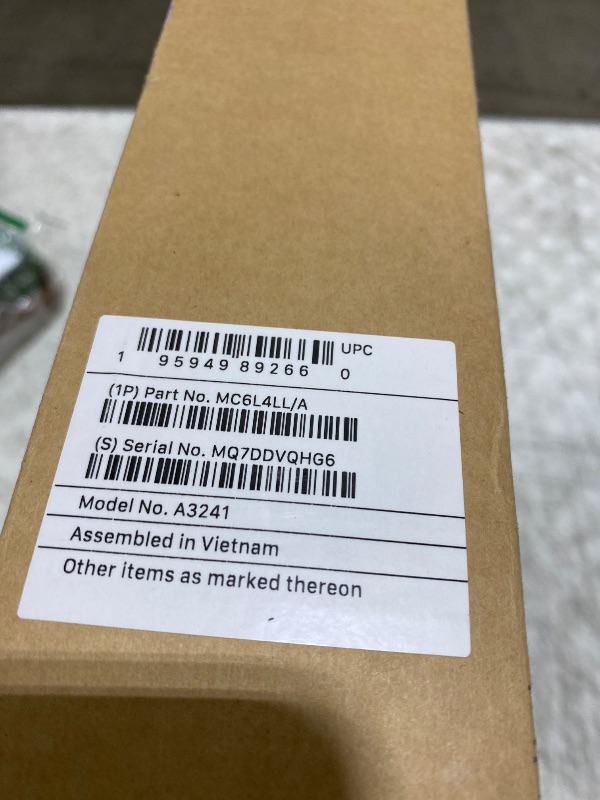 UPC
1 95949 89266 0
(1P) Part No. MC6L4LL/A
(S) Serial No. MQ7DDVQHG6
Model No. A3241
Assembled in Vietnam
Other items as marked thereon